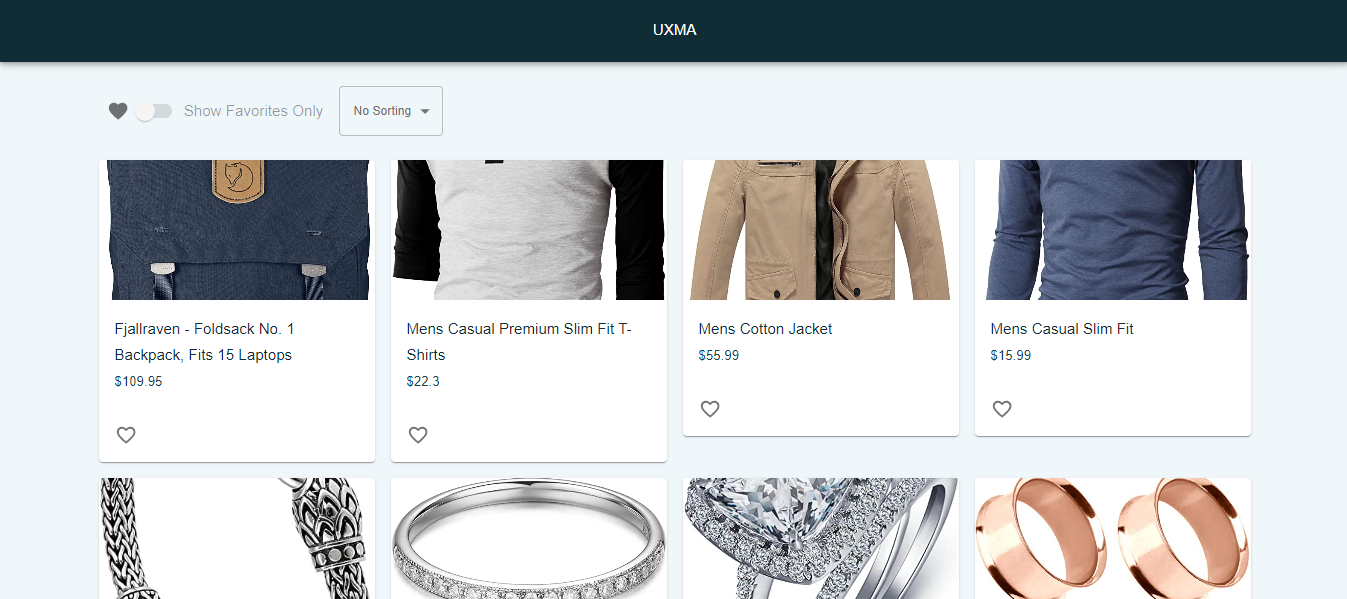 UXMA
Show Favorites Only
No Sorting
Fjallraven - Foldsack No. 1
Backpack, Fits 15 Laptops
$109.95
Mens Casual Premium Slim Fit T-
Shirts
$22.3
Mens Cotton Jacket
$55.99
Mens Casual Slim Fit
$15.99